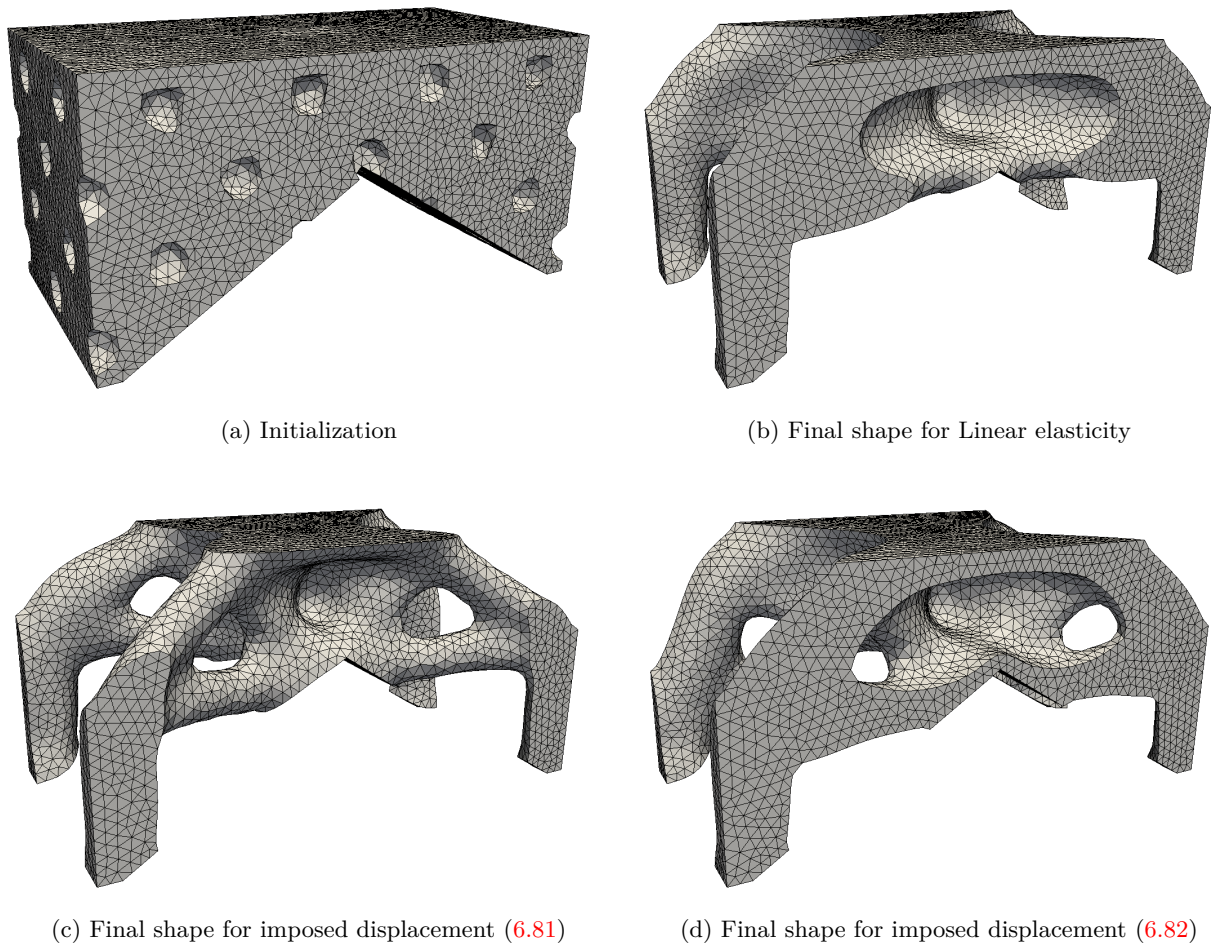 (a) Initialization
(b) Final shape for Linear elasticity
(c) Final shape for imposed displacement (6.81)
(d) Final shape for imposed displacement (6.82)